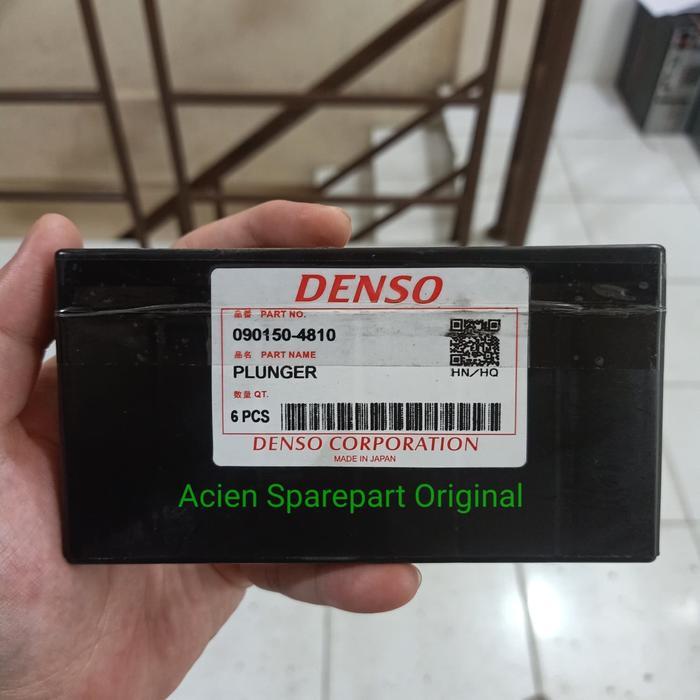 DENSO
品番 PART NO.
090150-4810
品名 PART NAME
PLUNGER
HN/HQ
数量 QT.
6 PCS
DENSO CORPORATION
MADE IN JAPAN
Acien Sparepart Original